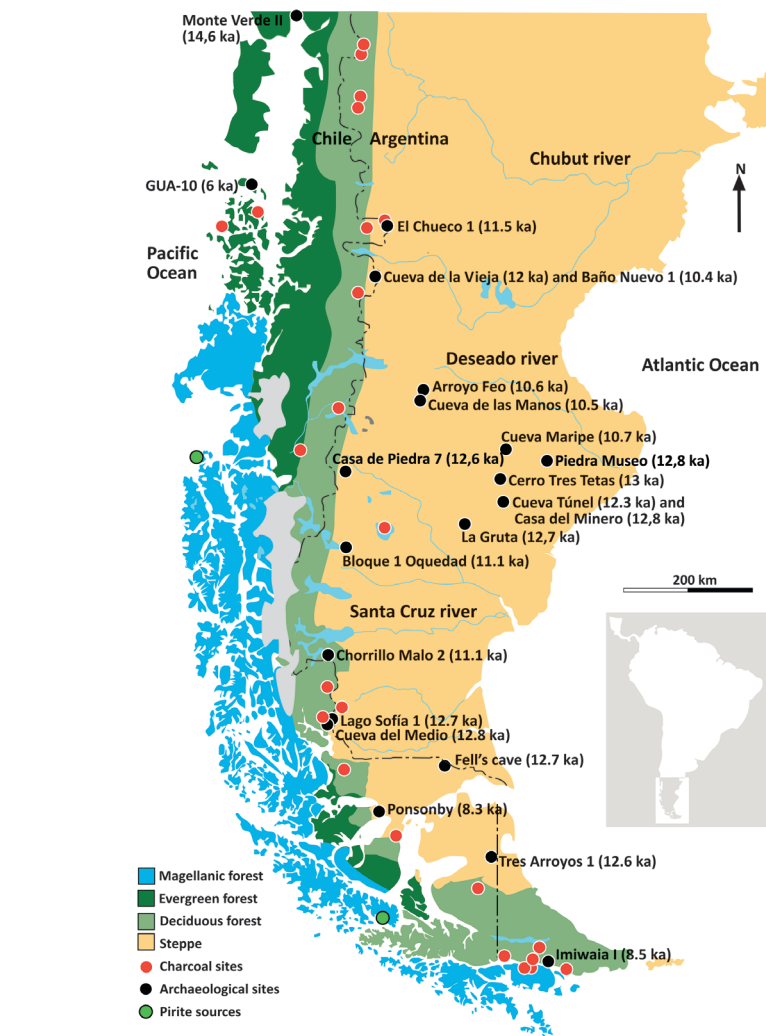 Monte Verde II
(14,6 ka)
Chile Argentina
Chubut river
N
GUA-10 (6 ka)
El Chueco 1 (11.5 ka)
Pacific
Ocean
Cueva de la Vieja (12 ka) and Baño Nuevo 1 (10.4 ka)
Deseado river
Atlantic Ocean
Arroyo Feo (10.6 ka)
Cueva de las Manos (10.5 ka)
Cueva Maripe (10.7 ka)
Casa de Piedra 7 (12,6 ka)
Piedra Museo (12,8 ka)
Cerro Tres Tetas (13 ka)
Cueva Túnel (12.3 ka) and
Casa del Minero (12,8 ka)
La Gruta (12,7 ka)
Bloque 1 Oquedad (11.1 ka)
200 km
Santa Cruz river
Chorrillo Malo 2 (11.1 ka)
Lago Sofía 1 (12.7 ka)
Cueva del Medio (12.8 ka)
Fell's cave (12.7 ka)
Ponsonby (8.3 ka)
Tres Arroyos 1 (12.6 ka)
Imiwaia I (8.5 ka)
Magellanic forest
Evergreen forest
Deciduous forest
Steppe
Charcoal sites
Archaeological sites
Pirite sources